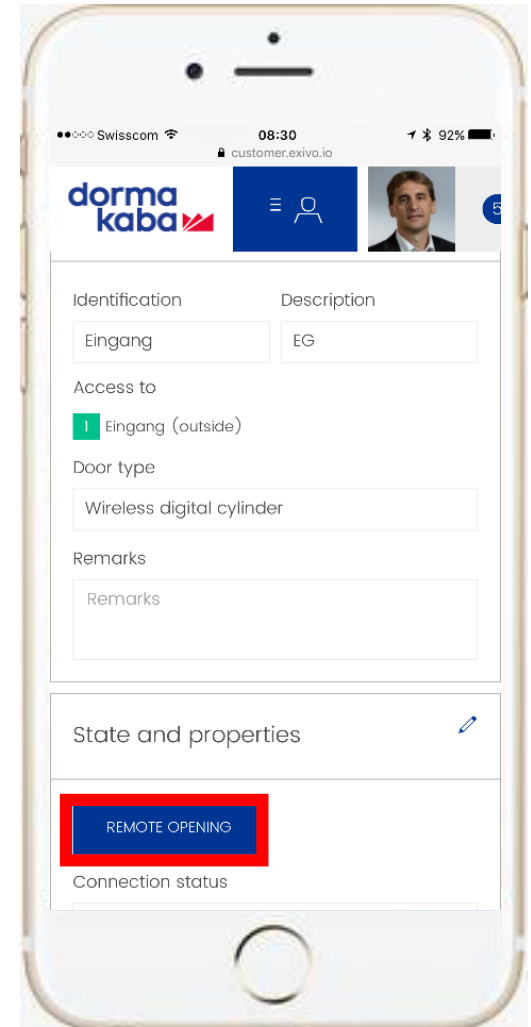 Swisscom 08:30 92%
customer.exivo.io
dorma
kaba
5
Identification Description
Eingang EG
Access to
1 Eingang (outside)
Door type
Wireless digital cylinder
Remarks
Remarks
State and properties
REMOTE OPENING
Connection status